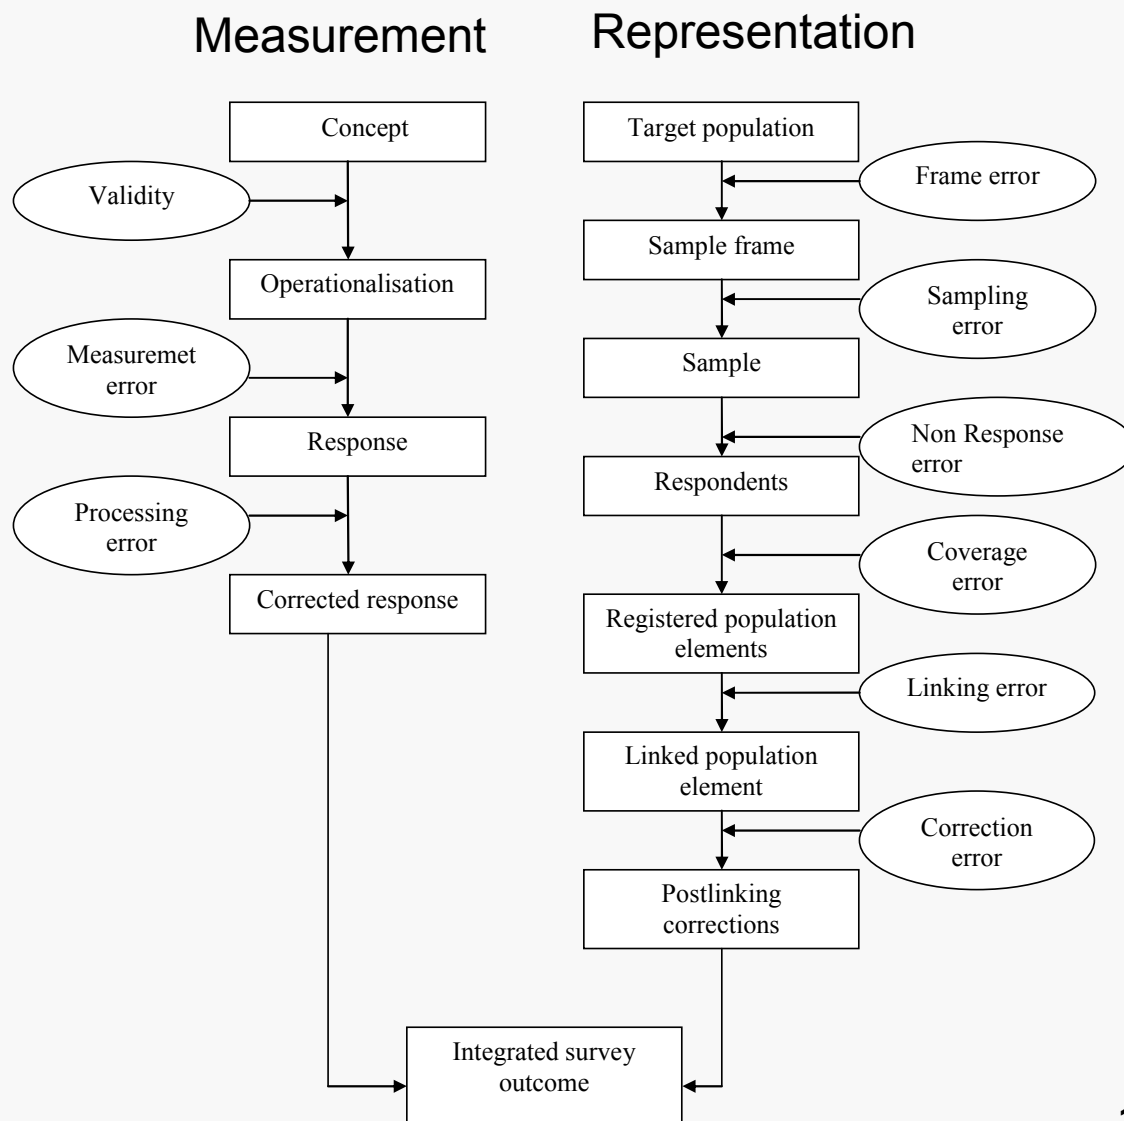 Measurement
Representation
Concept
Validity
Operationalisation
Measuremet
error
Response
Processing
error
Corrected response
Target population
Frame error
Sample frame
Sampling
error
Sample
Non Response
error
Respondents
Coverage
error
Registered population
elements
Linking error
Linked population
element
Correction
error
Postlinking
corrections
Integrated survey
outcome